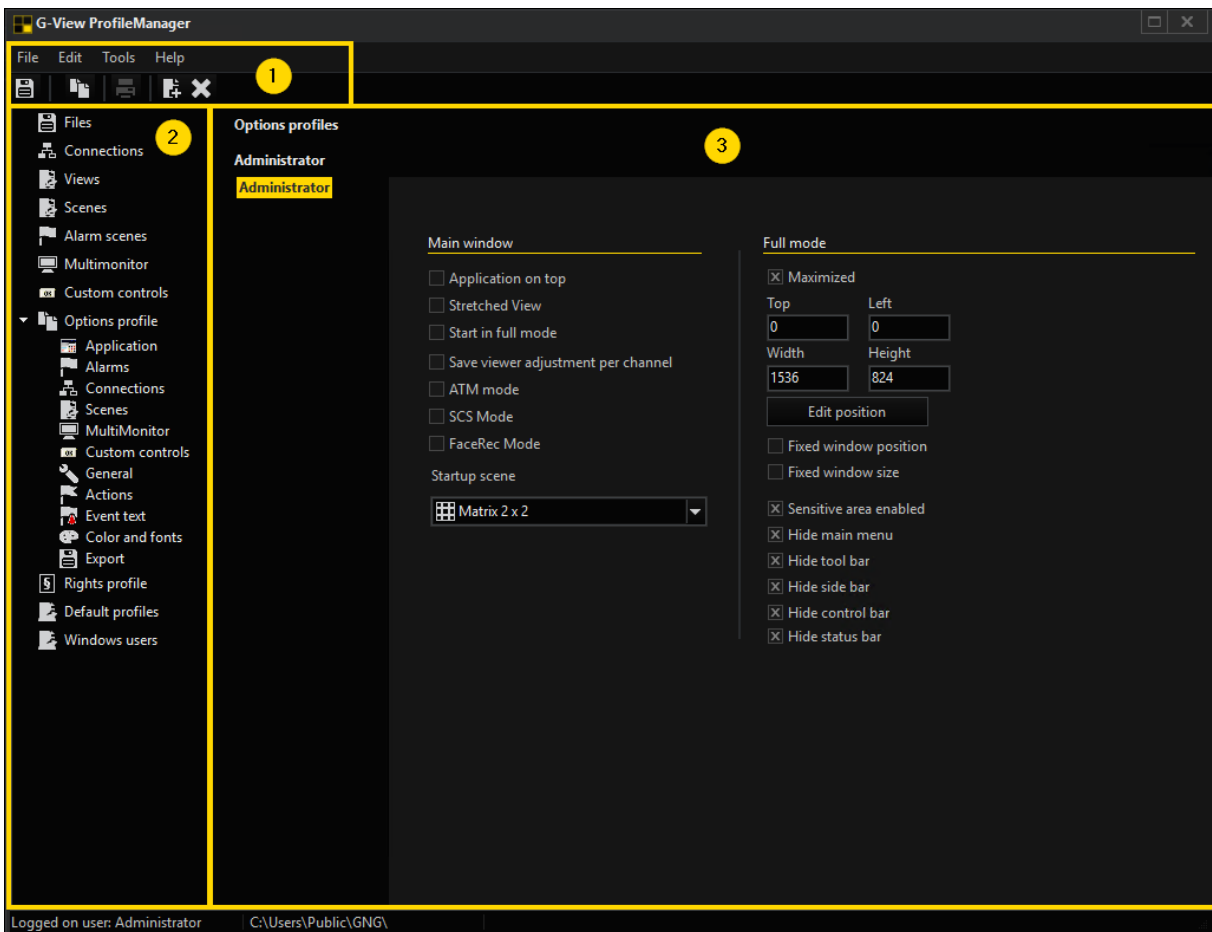 G-View ProfileManager
File Edit Tools Help
1
2
Files
Connections
Views
Scenes
Alarm scenes
Multimonitor
Custom controls
Options profile
Application
Alarms
Connections
Scenes
MultiMonitor
Custom controls
General
Actions
Event text
Color and fonts
Export
Rights profile
Default profiles
Windows users
3
Options profiles
Administrator
Administrator
Main window
Application on top
Stretched View
Start in full mode
Save viewer adjustment per channel
ATM mode
SCS Mode
FaceRec Mode
Startup scene
Matrix 2 x 2
Full mode
Maximized
Top Left
0 0
Width Height
1536 824
Edit position
Fixed window position
Fixed window size
Sensitive area enabled
Hide main menu
Hide tool bar
Hide side bar
Hide control bar
Hide status bar
Logged on user: Administrator C:\Users\Public\GNG\